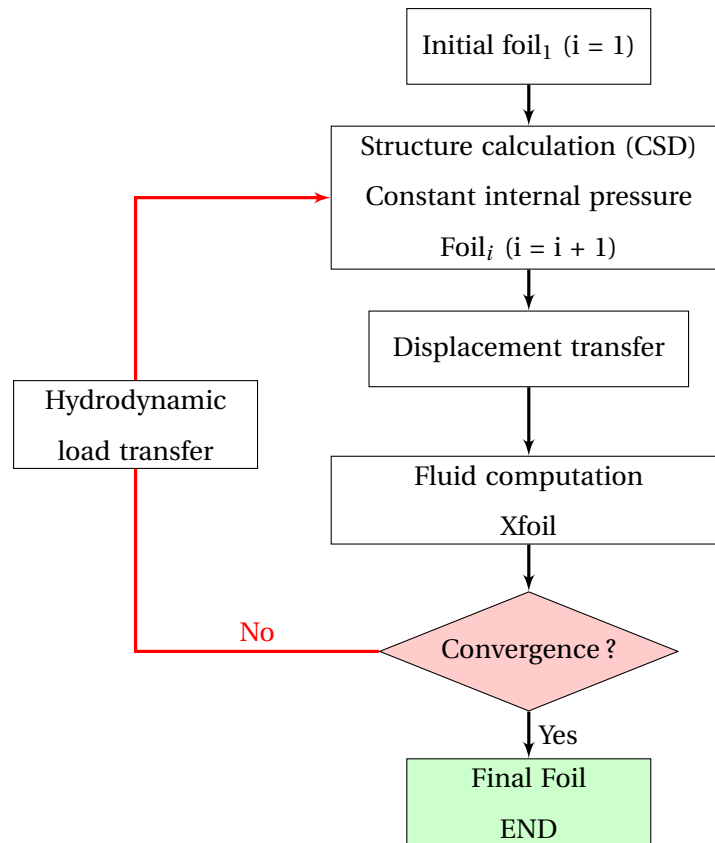 Initial foil₁ (i = 1)
Structure calculation (CSD)
Constant internal pressure
Foilᵢ (i = i + 1)
Displacement transfer
Hydrodynamic
load transfer
Fluid computation
Xfoil
No
Convergence ?
Yes
Final Foil
END